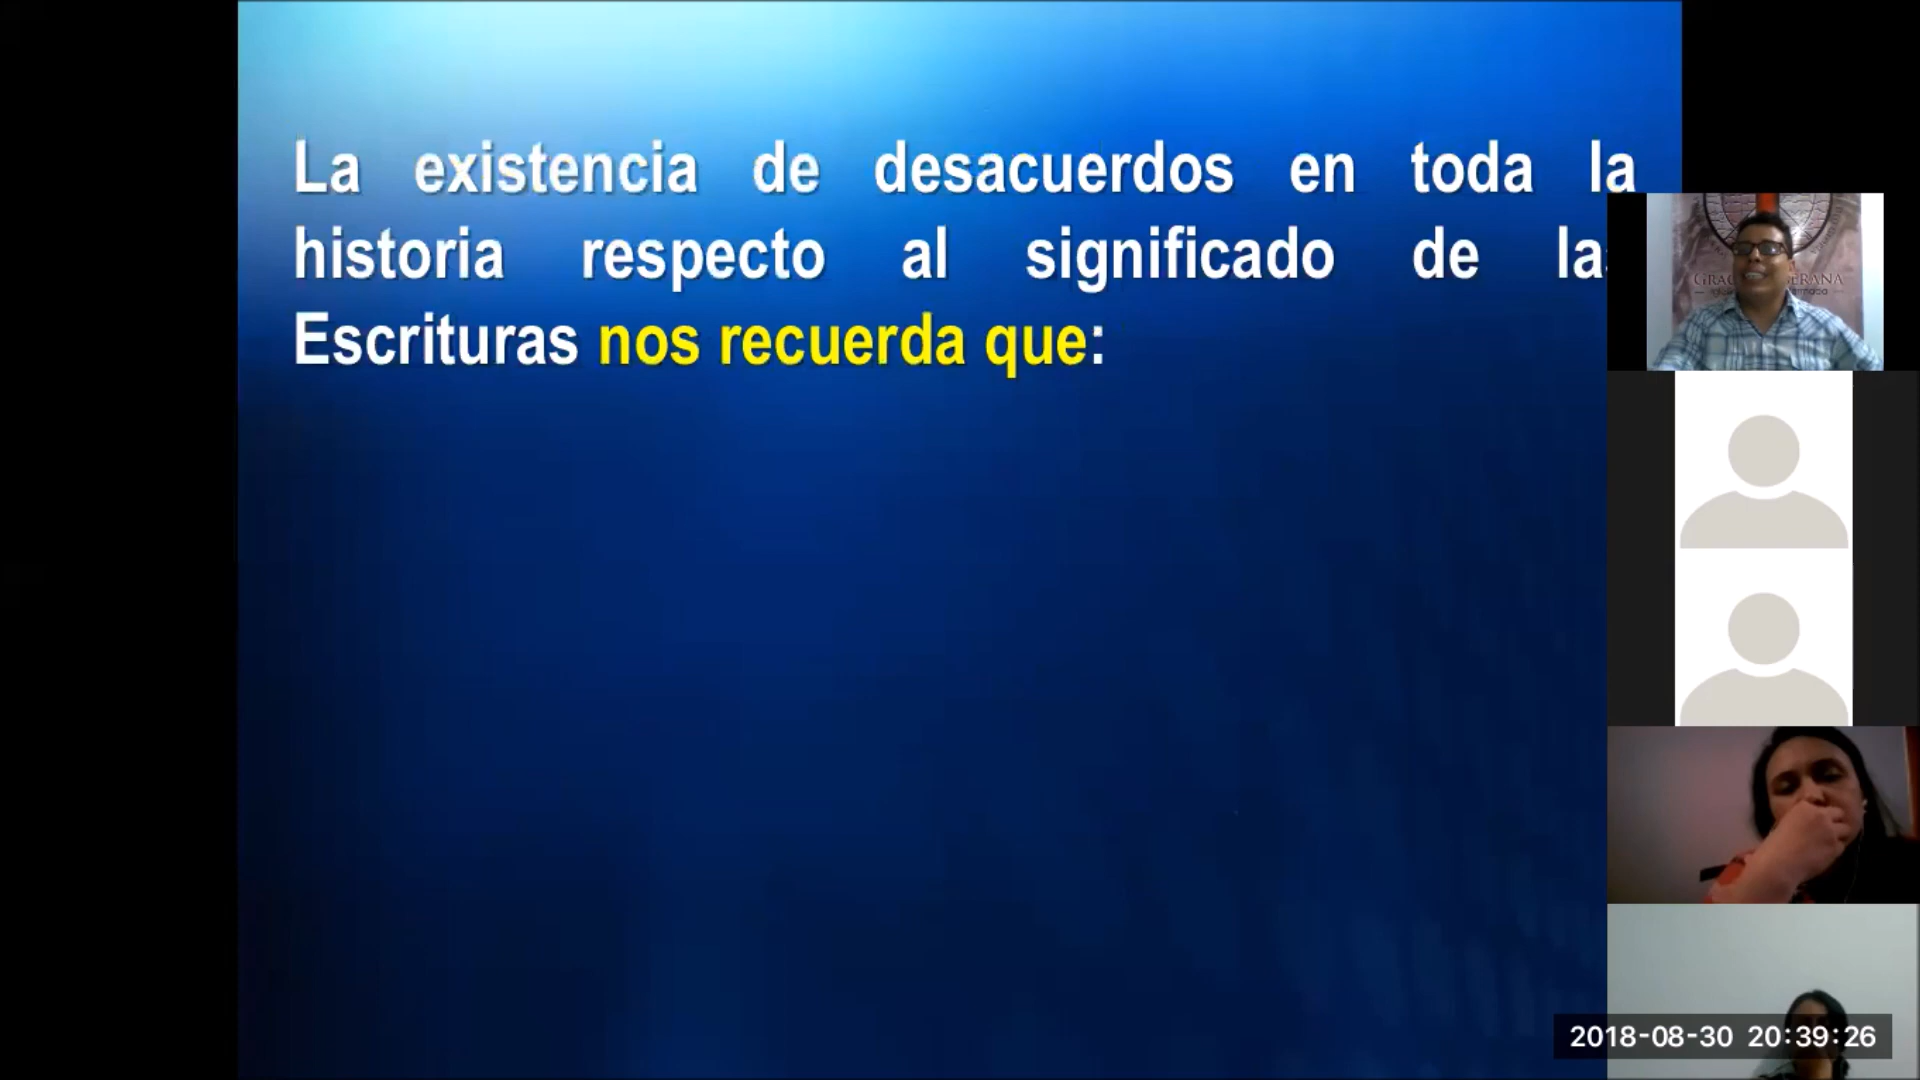 La existencia de desacuerdos en toda la
historia respecto al significado de las
Escrituras nos recuerda que:
2018-08-30 20:39:26